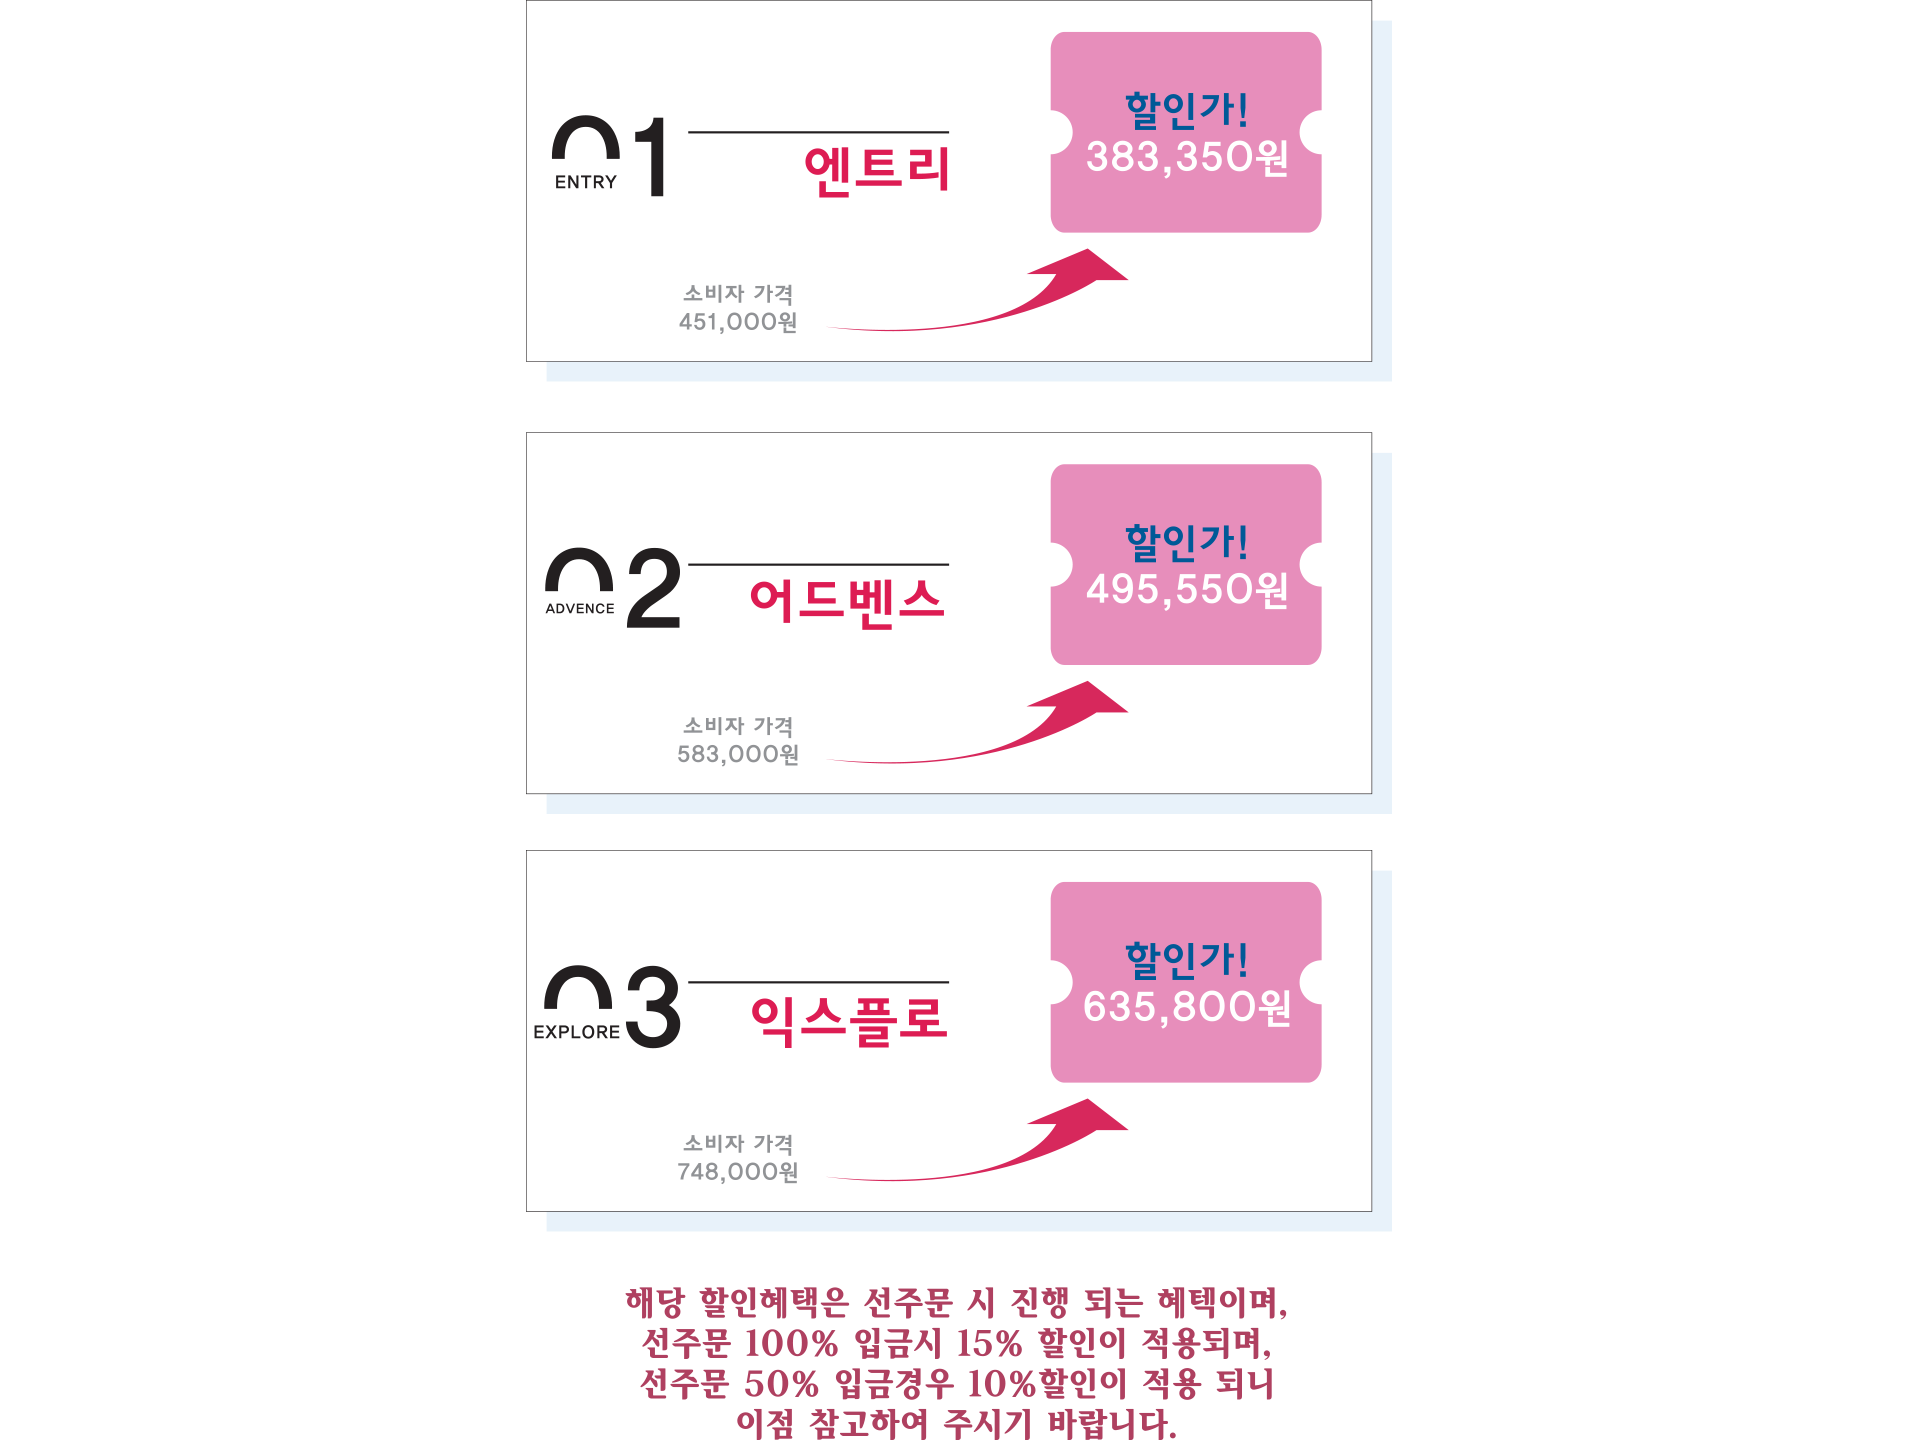 01
ENTRY
엔트리
할인가!
383,350원
소비자 가격
451,000원
02
ADVENCE
어드벤스
할인가!
495,550원
소비자 가격
583,000원
03
EXPLORE
익스플로
할인가!
635,800원
소비자 가격
748,000원
해당 할인혜택은 선주문 시 진행 되는 혜텍이며,
선주문 100% 입금시 15% 할인이 적용되며,
선주문 50% 입금경우 10%할인이 적용 되니
이점 참고하여 주시기 바랍니다.